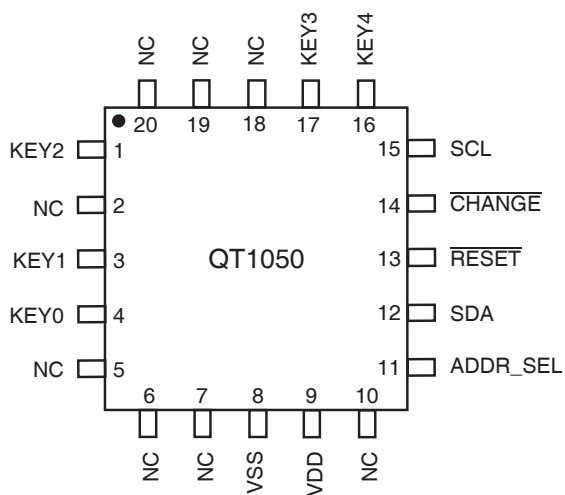 NC NC NC KEY3 KEY4
20 19 18 17 16
KEY2 1 15 SCL
NC 2 14 CHANGE
KEY1 3 QT1050 13 RESET
KEY0 4 12 SDA
NC 5 11 ADDR_SEL
6 7 8 9 10
NC NC VSS VDD NC